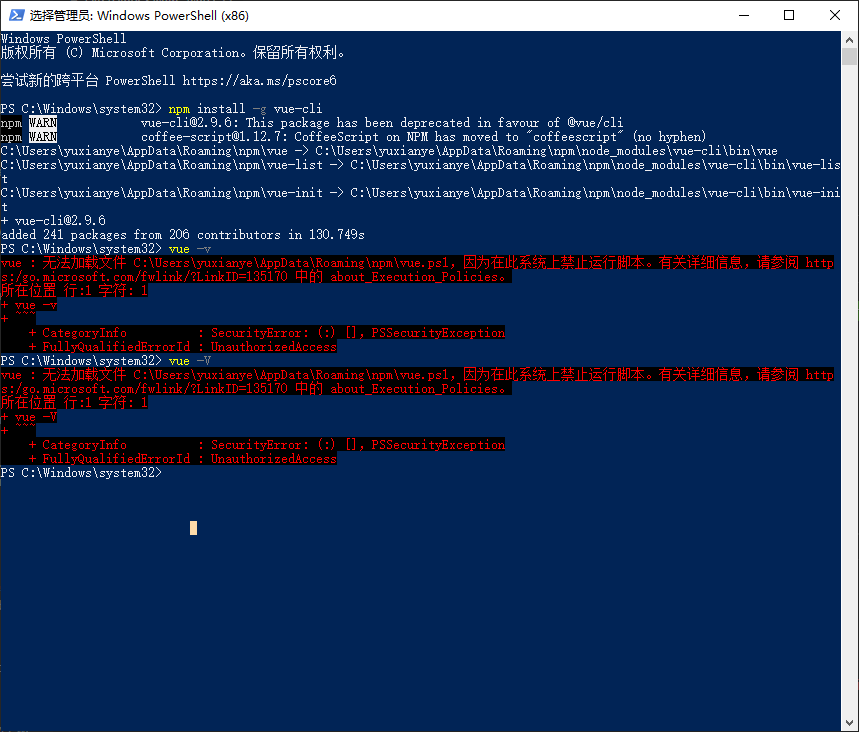 选择管理员: Windows PowerShell (x86)
Windows PowerShell
版权所有 (C) Microsoft Corporation。保留所有权利。
尝试新的跨平台 PowerShell https://aka.ms/pscore6
PS C:\Windows\system32> npm install -g vue-cli
npm WARN vue-cli@2.9.6: This package has been deprecated in favour of @vue/cli
npm WARN coffee-script@1.12.7: CoffeeScript on NPM has moved to "coffeescript" (no hyphen)
C:\Users\yuxianye\AppData\Roaming\npm\vue -> C:\Users\yuxianye\AppData\Roaming\npm\node_modules\vue-cli\bin\vue
C:\Users\yuxianye\AppData\Roaming\npm\vue-list -> C:\Users\yuxianye\AppData\Roaming\npm\node_modules\vue-cli\bin\vue-lis
t
C:\Users\yuxianye\AppData\Roaming\npm\vue-init -> C:\Users\yuxianye\AppData\Roaming\npm\node_modules\vue-cli\bin\vue-ini
t
+ vue-cli@2.9.6
added 241 packages from 206 contributors in 130.749s
PS C:\Windows\system32> vue -v
vue : 无法加载文件 C:\Users\yuxianye\AppData\Roaming\npm\vue.ps1，因为在此系统上禁止运行脚本。有关详细信息，请参阅 http
s:/go.microsoft.com/fwlink/?LinkID=135170 中的 about_Execution_Policies。
所在位置 行:1 字符: 1
+ vue -v
+ ~~~
+ CategoryInfo : SecurityError: (:) []，PSSecurityException
+ FullyQualifiedErrorId : UnauthorizedAccess
PS C:\Windows\system32> vue -V
vue : 无法加载文件 C:\Users\yuxianye\AppData\Roaming\npm\vue.ps1，因为在此系统上禁止运行脚本。有关详细信息，请参阅 http
s:/go.microsoft.com/fwlink/?LinkID=135170 中的 about_Execution_Policies。
所在位置 行:1 字符: 1
+ vue -V
+ ~~~
+ CategoryInfo : SecurityError: (:) []，PSSecurityException
+ FullyQualifiedErrorId : UnauthorizedAccess
PS C:\Windows\system32>